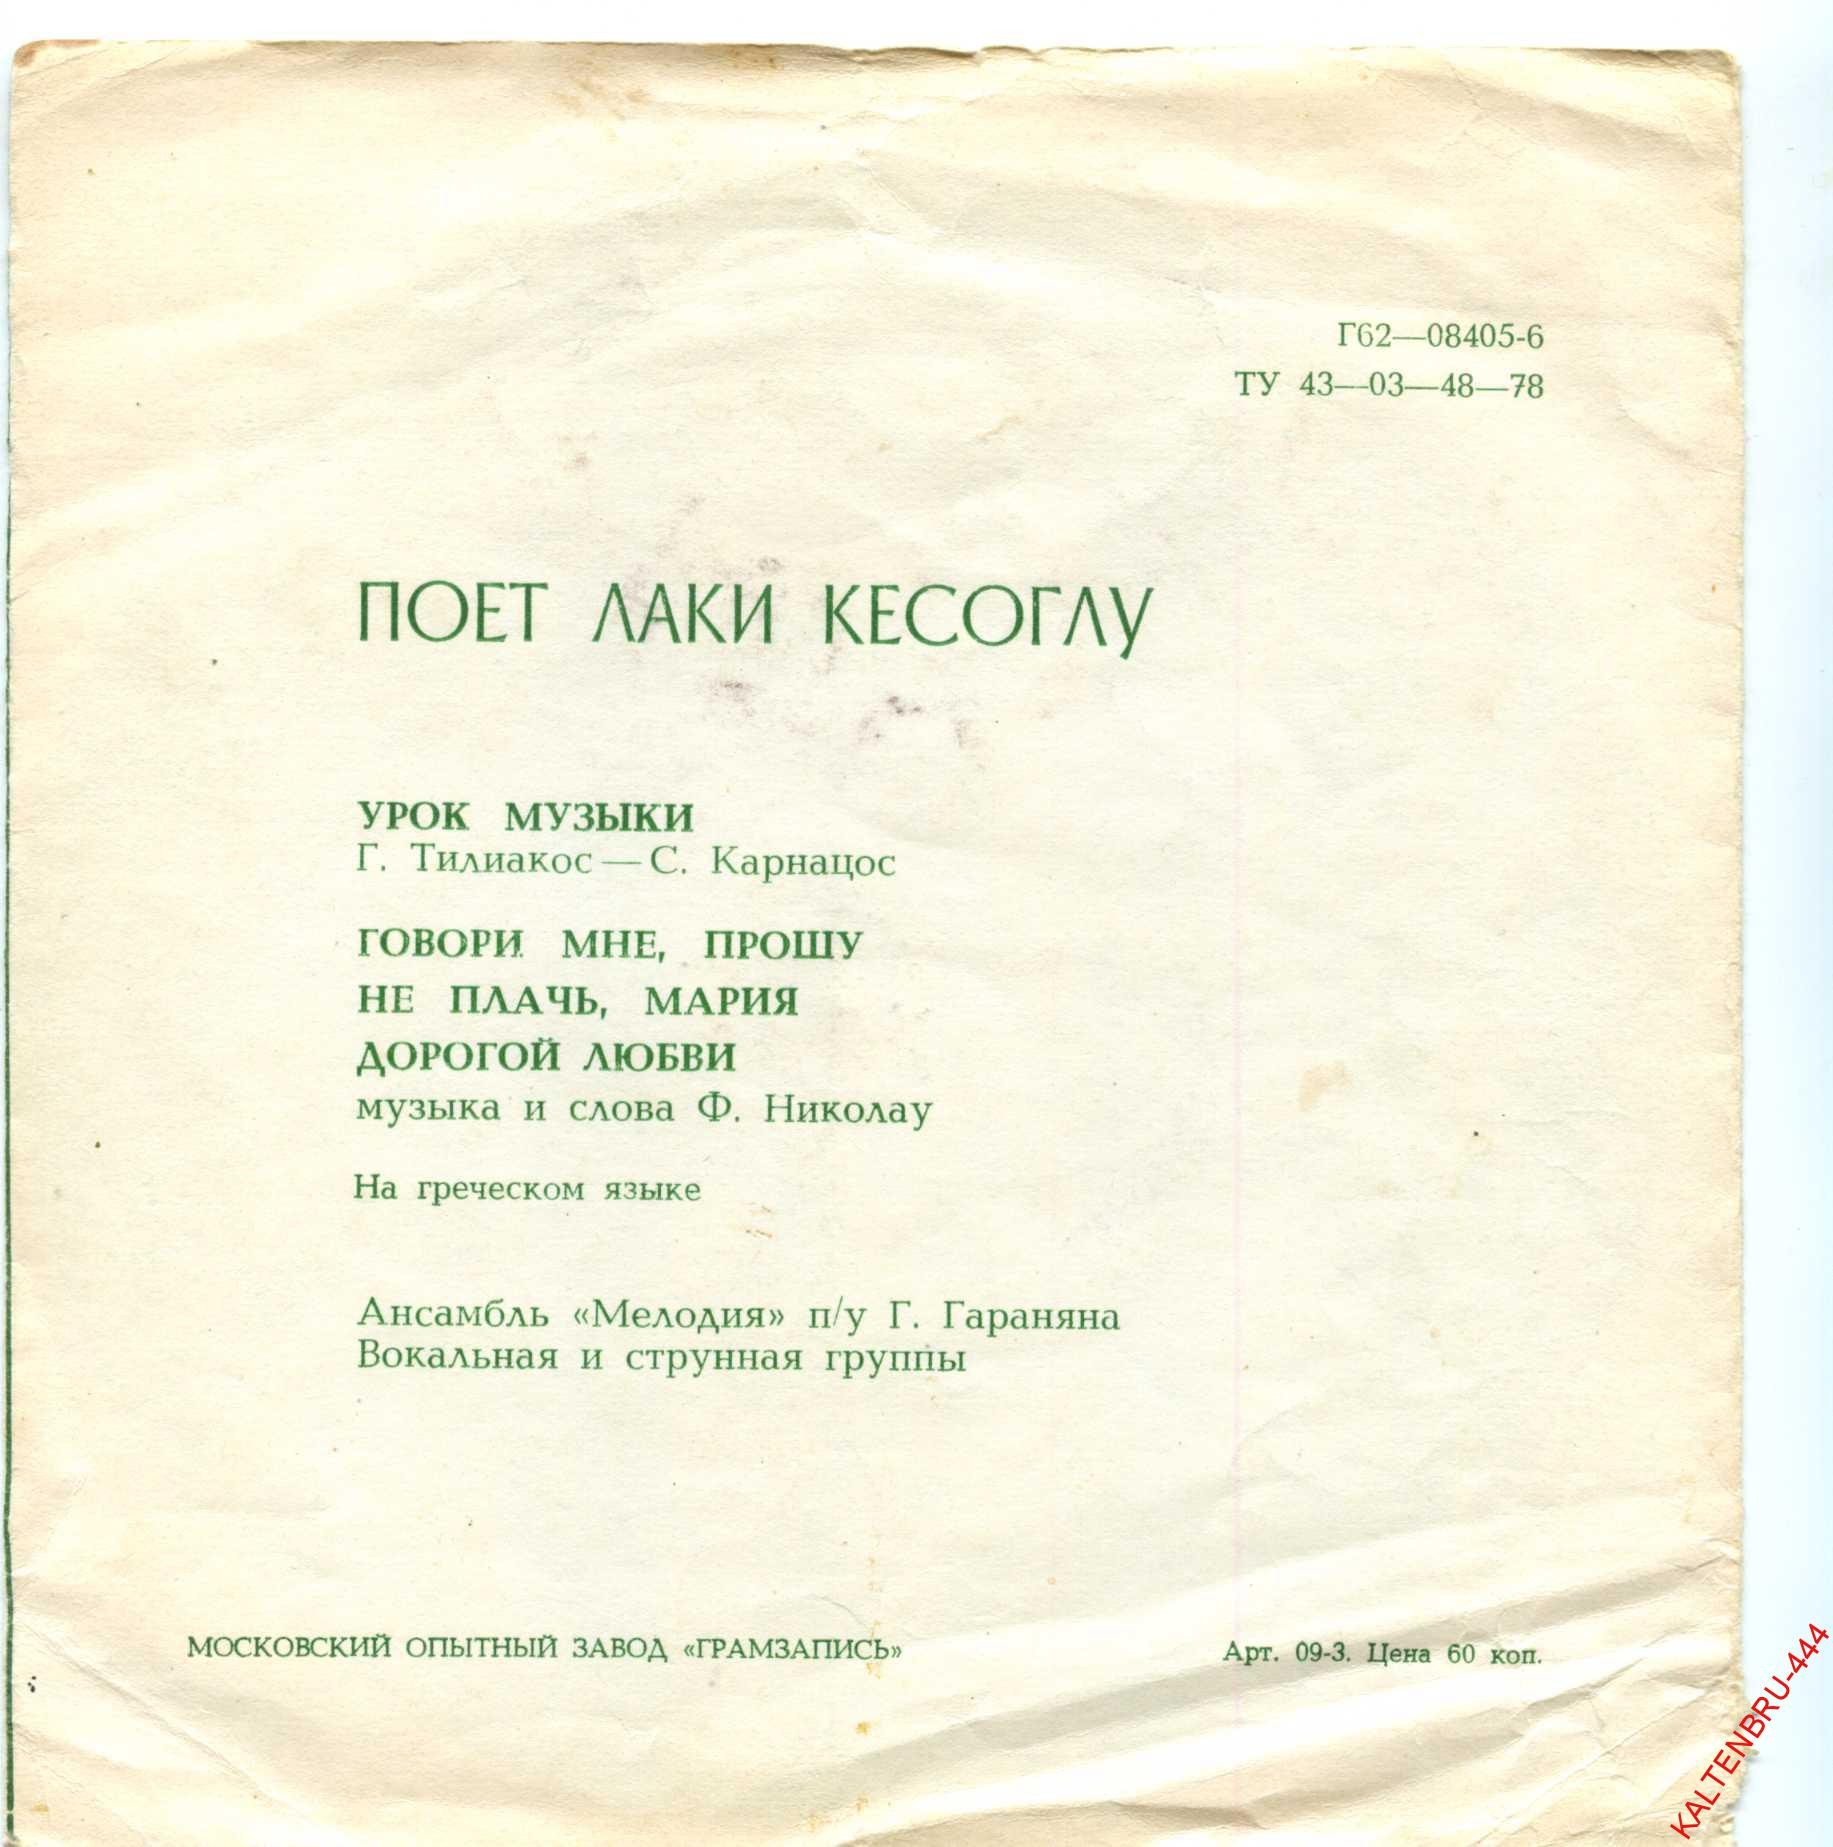 Г62—08405-6
ТУ 43—03—48—78
ПОЕТ ЛАКИ КЕСОГЛУ
УРОК МУЗЫКИ
Г. Тилиакос — С. Карнацос
ГОВОРИ МНЕ, ПРОШУ
НЕ ПЛАЧЬ, МАРИЯ
ДОРОГОЙ ЛЮБВИ
музыка и слова Ф. Николау
На греческом языке
Ансамбль «Мелодия» п/у Г. Гараняна
Вокальная и струнная группы
МОСКОВСКИЙ ОПЫТНЫЙ ЗАВОД «ГРАМЗАПИСЬ»
Арт. 09-3. Цена 60 коп.
KALTENBRU-444